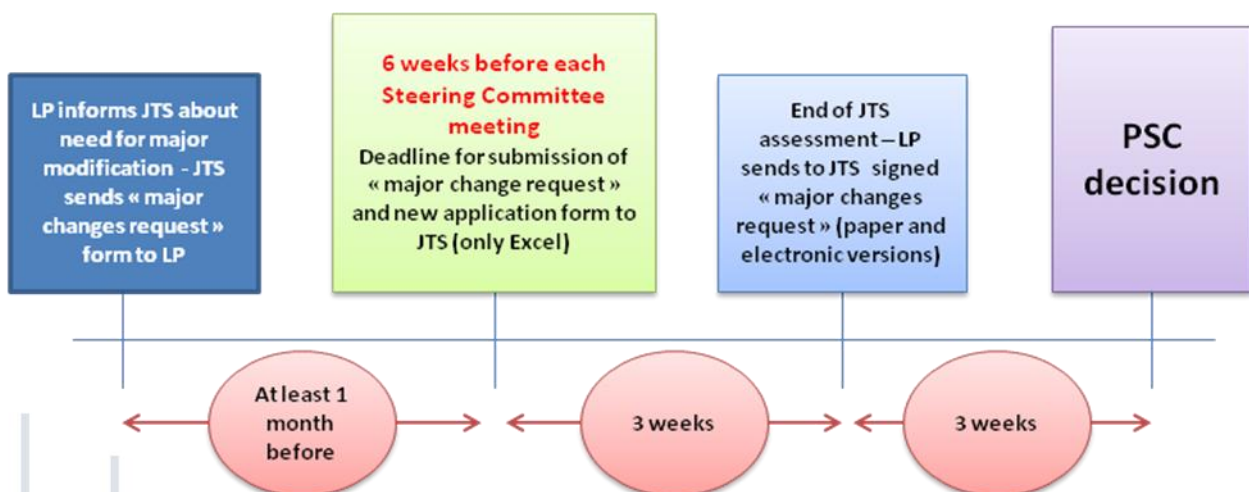 LP informs JTS about
need for major
modification - JTS
sends « major
changes request »
form to LP
6 weeks before each
Steering Committee
meeting
Deadline for submission of
« major change request »
and new application form to
JTS (only Excel)
End of JTS
assessment – LP
sends to JTS signed
« major changes
request » (paper and
electronic versions)
PSC
decision
At least 1
month
before
3 weeks
3 weeks